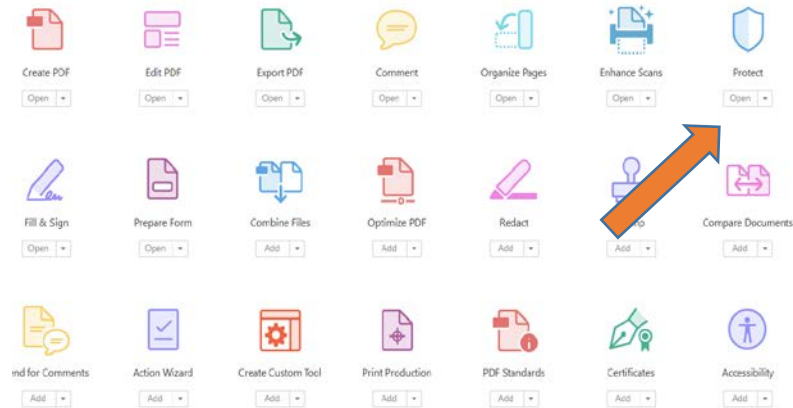 Create PDF Edit PDF Export PDF Comment Organize Pages Enhance Scans Protect
Open Open Open Open Open Open Open
Fill & Sign Prepare Form Combine Files Optimize PDF Redact Compare Documents
Open Open Add Add Add Add Add
nd for Comments Action Wizard Create Custom Tool Print Production PDF Standards Certificates Accessibility
Add Add Add Add Add Add Add